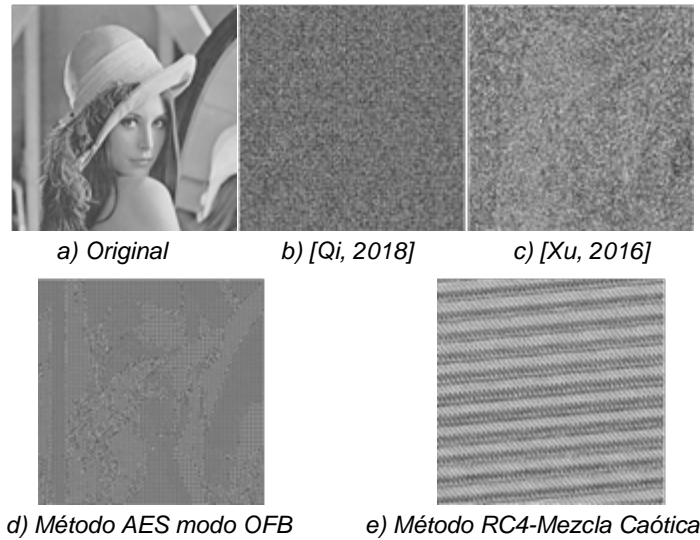 a) Original
b) [Qi, 2018]
c) [Xu, 2016]
d) Método AES modo OFB
e) Método RC4-Mezcla Caótica